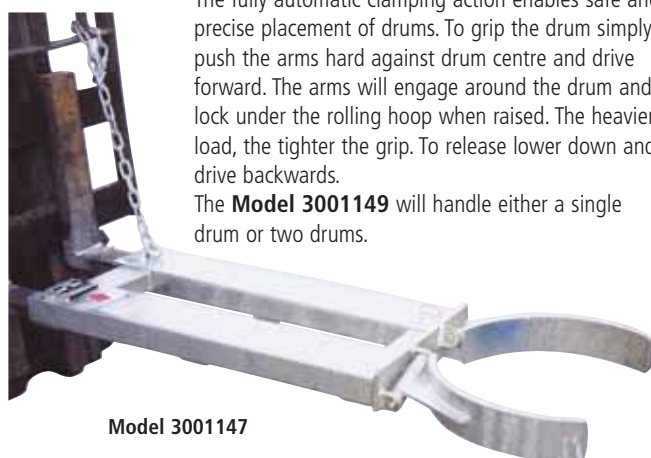 The fully automatic clamping action enables safe and
precise placement of drums. To grip the drum simply
push the arms hard against drum centre and drive
forward. The arms will engage around the drum and
lock under the rolling hoop when raised. The heavier
load, the tighter the grip. To release lower down and
drive backwards.
The Model 3001149 will handle either a single
drum or two drums.
Model 3001147